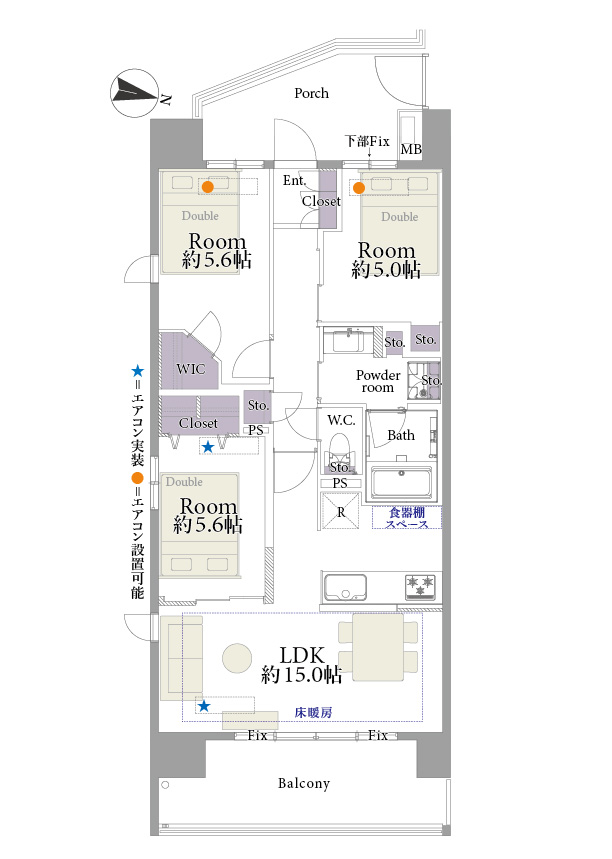 Porch
N
下部Fix
MB
Ent.
Closet
Double
Room
約5.6帖
Double
Room
約5.0帖
Sto.
Sto.
WIC
Powder
room
Sto.
Closet
Sto.
PS
W.C.
Bath
Sto.
PS
★=エアコン実装 ●=エアコン設置可能
Double
Room
約5.6帖
R
食器棚
スペース
LDK
約15.0帖
床暖房
Fix
Fix
Balcony